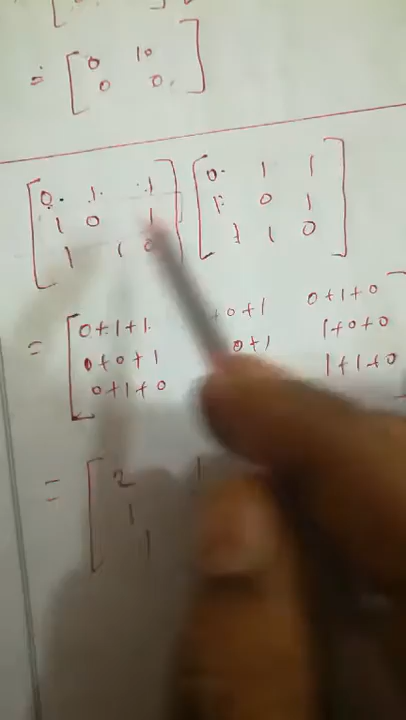 = [ 0 10
0 0 ]
[ 0 1 1 ] [ 0 1 1 ]
1 0 1 1 0 1
1 1 0 1 1 0
= [ 0+1+1 +0+1 0+1+0 ]
0+0+1 0+1 1+0+0
0+1+0 1+1+0
= [ 2 1
1
1